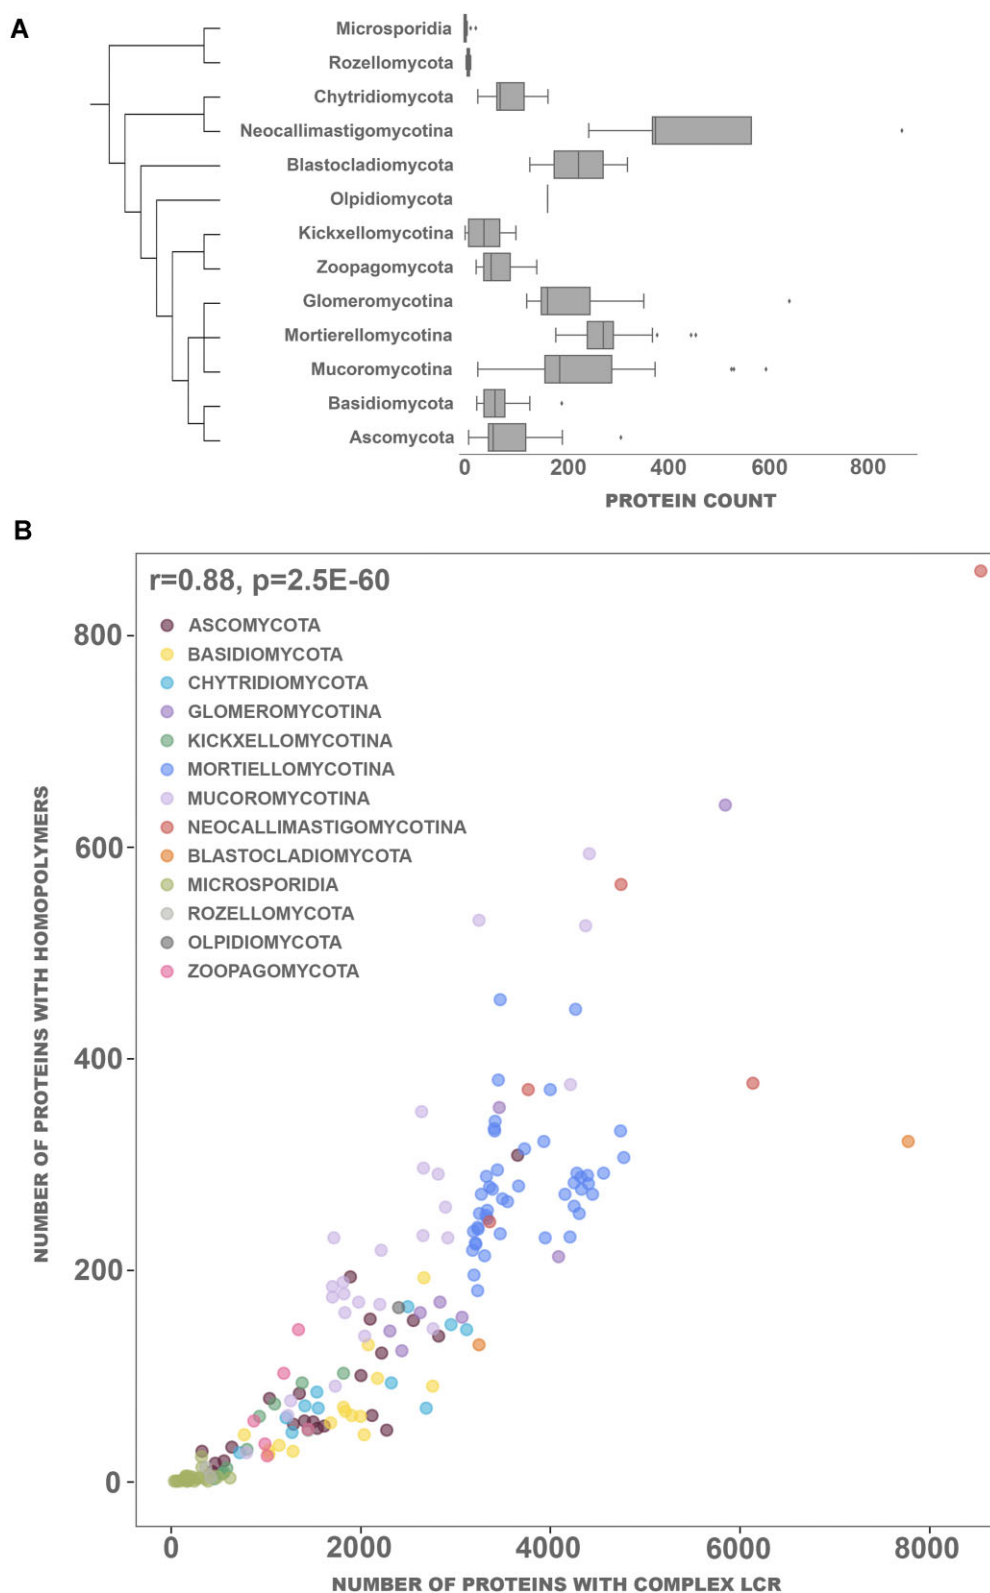 A
Microsporidia
Rozellomycota
Chytridiomycota
Neocallimastigomycotina
Blastocladiomycota
Olpidiomycota
Kickxellomycotina
Zoopagomycota
Glomeromycotina
Mortierellomycotina
Mucoromycotina
Basidiomycota
Ascomycota
0 200 400 600 800
PROTEIN COUNT
B
r=0.88, p=2.5E-60
ASCOMYCOTA
BASIDIOMYCOTA
CHYTRIDIOMYCOTA
GLOMEROMYCOTINA
KICKXELLOMYCOTINA
MORTIELLOMYCOTINA
MUCOROMYCOTINA
NEOCALLIMASTIGOMYCOTINA
BLASTOCLADIOMYCOTA
MICROSPORIDIA
ROZELLOMYCOTA
OLPIDIOMYCOTA
ZOOPAGOMYCOTA
NUMBER OF PROTEINS WITH HOMOPOLYMERS
800
600
400
200
0
0 2000 4000 6000 8000
NUMBER OF PROTEINS WITH COMPLEX LCR